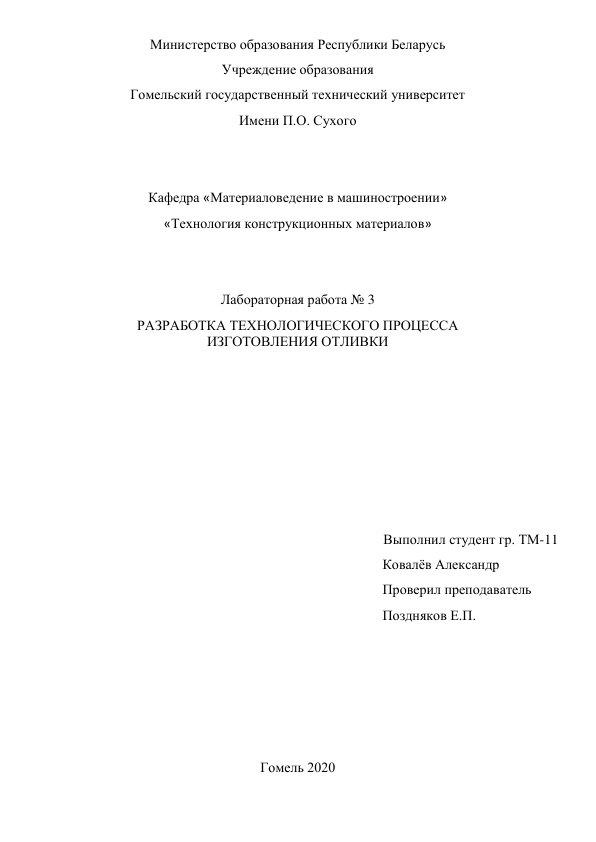 Министерство образования Республики Беларусь
Учреждение образования
Гомельский государственный технический университет
Имени П.О. Сухого
Кафедра «Материаловедение в машиностроении»
«Технология конструкционных материалов»
Лабораторная работа № 3
РАЗРАБОТКА ТЕХНОЛОГИЧЕСКОГО ПРОЦЕССА
ИЗГОТОВЛЕНИЯ ОТЛИВКИ
Выполнил студент гр. ТМ-11
Ковалёв Александр
Проверил преподаватель
Поздняков Е.П.
Гомель 2020